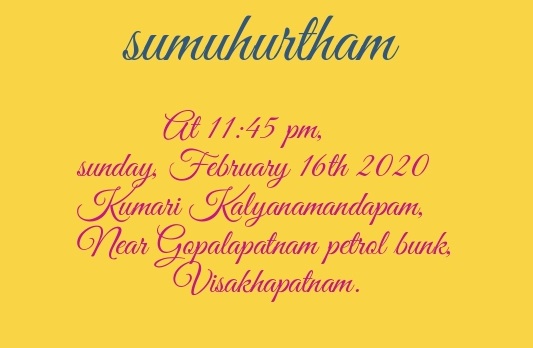 sumuhurtham
At 11:45 pm,
sunday, February 16th 2020
Kumari Kalyanamandapam,
Near Gopalapatnam petrol bunk,
Visakhapatnam.